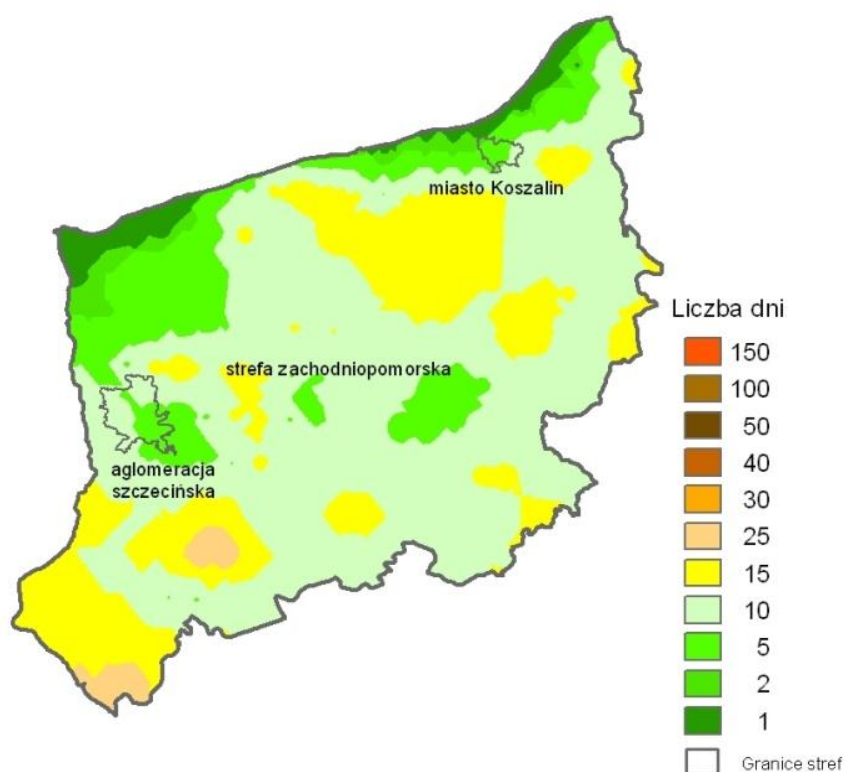 miasto Koszalin
Liczba dni
strefa zachodniopomorska
aglomeracja
szczecińska
150
100
50
40
30
25
15
10
5
2
1
Granice stref